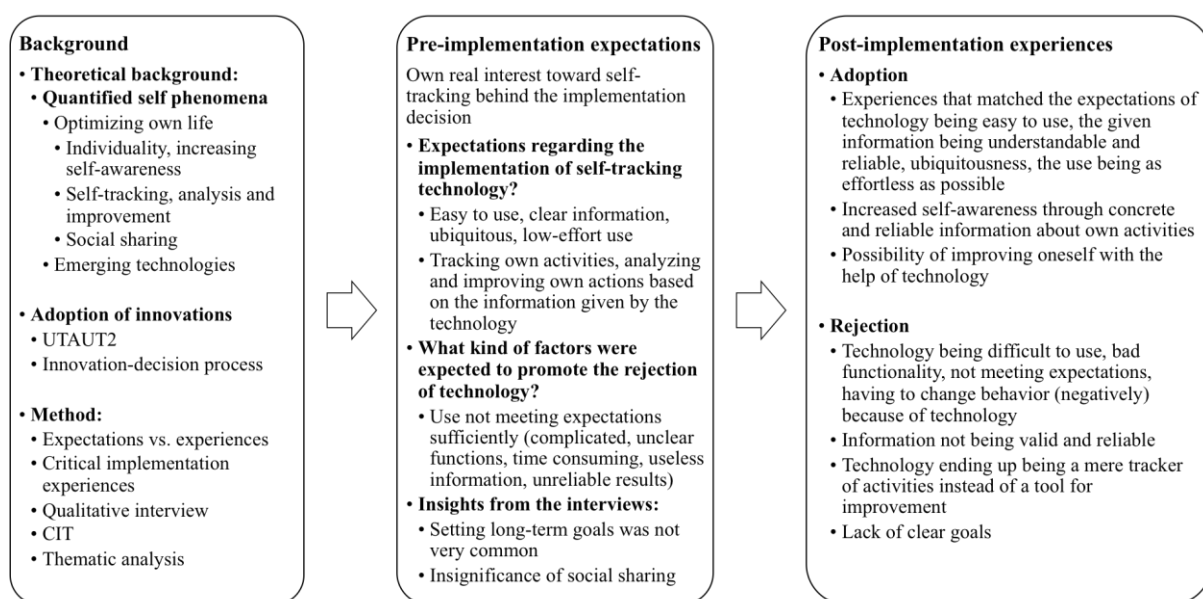 Background
• Theoretical background:
• Quantified self phenomena
• Optimizing own life
• Individuality, increasing
self-awareness
• Self-tracking, analysis and
improvement
• Social sharing
• Emerging technologies
• Adoption of innovations
• UTAUT2
• Innovation-decision process
• Method:
• Expectations vs. experiences
• Critical implementation
experiences
• Qualitative interview
• CIT
• Thematic analysis
Pre-implementation expectations
Own real interest toward self-
tracking behind the implementation
decision
• Expectations regarding the
implementation of self-tracking
technology?
• Easy to use, clear information,
ubiquitous, low-effort use
• Tracking own activities, analyzing
and improving own actions based
on the information given by the
technology
• What kind of factors were
expected to promote the rejection
of technology?
• Use not meeting expectations
sufficiently (complicated, unclear
functions, time consuming, useless
information, unreliable results)
• Insights from the interviews:
• Setting long-term goals was not
very common
• Insignificance of social sharing
Post-implementation experiences
• Adoption
• Experiences that matched the expectations of
technology being easy to use, the given
information being understandable and
reliable, ubiquitousness, the use being as
effortless as possible
• Increased self-awareness through concrete
and reliable information about own activities
• Possibility of improving oneself with the
help of technology
• Rejection
• Technology being difficult to use, bad
functionality, not meeting expectations,
having to change behavior (negatively)
because of technology
• Information not being valid and reliable
• Technology ending up being a mere tracker
of activities instead of a tool for
improvement
• Lack of clear goals